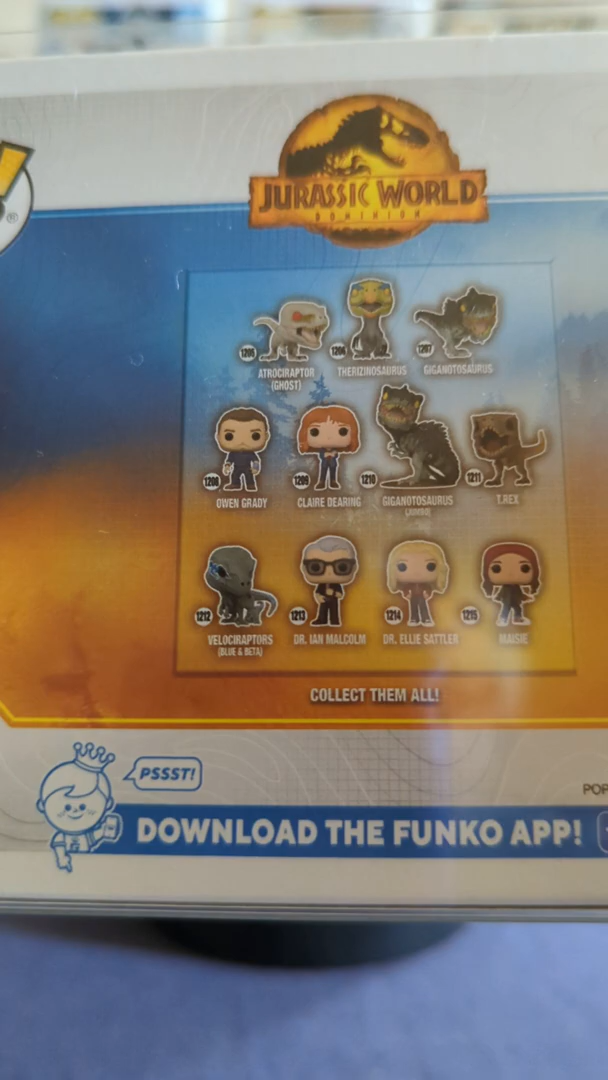 !
®
JURASSIC WORLD
DOMINION
1205
1206
1207
ATROCIRAPTOR
(GHOST)
THERIZINOSAURUS
GIGANOTOSAURUS
1208
1209
1210
1211
OWEN GRADY
CLAIRE DEARING
GIGANOTOSAURUS
(JUMBO)
T.REX
1212
1213
1214
1215
VELOCIRAPTORS
(BLUE & BETA)
DR. IAN MALCOLM
DR. ELLIE SATTLER
MAISIE
COLLECT THEM ALL!
PSSST!
POP
DOWNLOAD THE FUNKO APP!